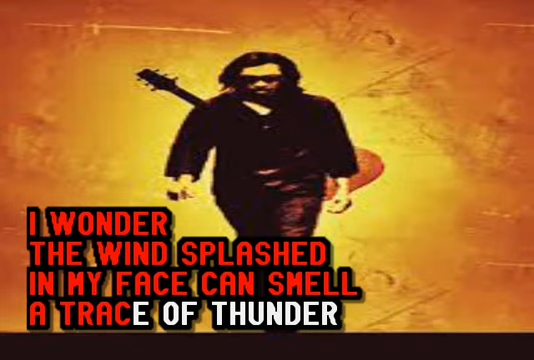 I WONDER
THE WIND SPLASHED
IN MY FACE CAN SMELL
A TRACE OF THUNDER